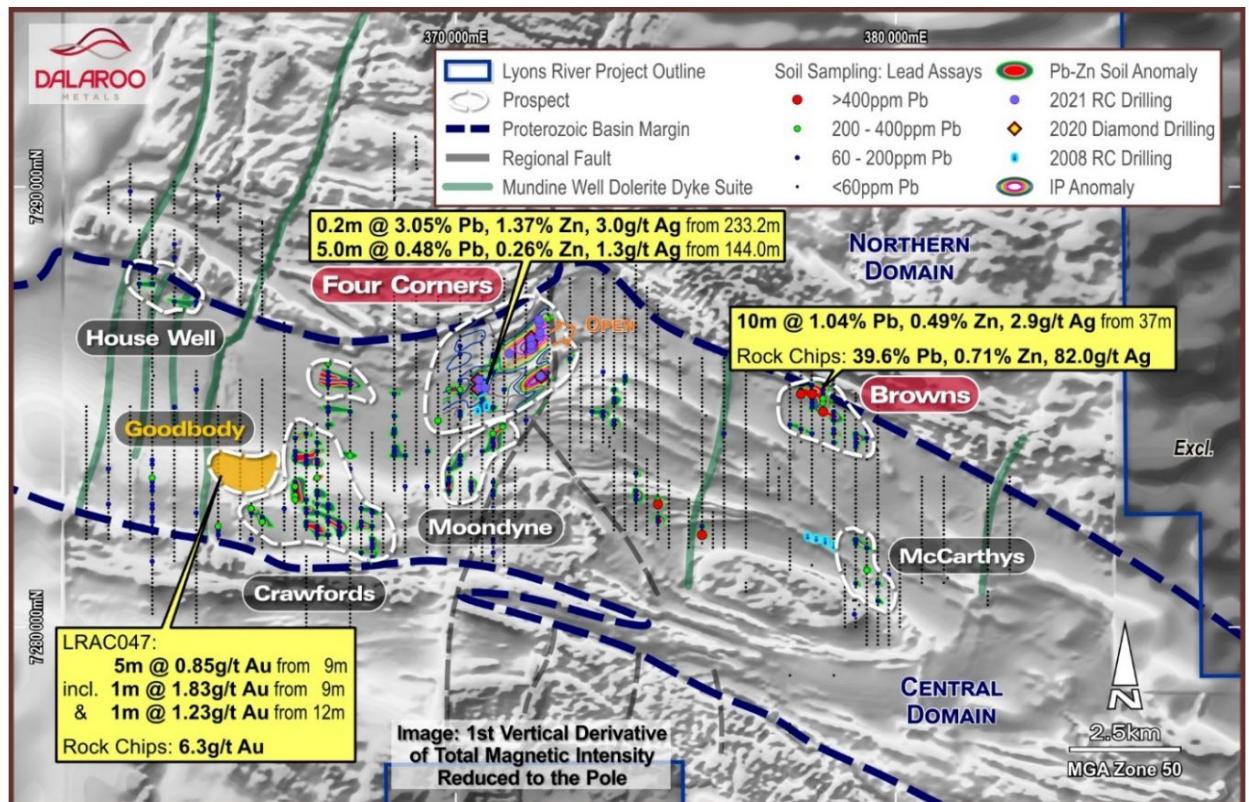 DALAROO
METALS
370 000mE
380 000mE
7 290 000mN
7 280 000mN
Lyons River Project Outline
Prospect
Proterozoic Basin Margin
Regional Fault
Mundine Well Dolerite Dyke Suite
Soil Sampling: Lead Assays
>400ppm Pb
200 - 400ppm Pb
60 - 200ppm Pb
<60ppm Pb
Pb-Zn Soil Anomaly
2021 RC Drilling
2020 Diamond Drilling
2008 RC Drilling
IP Anomaly
0.2m @ 3.05% Pb, 1.37% Zn, 3.0g/t Ag from 233.2m
5.0m @ 0.48% Pb, 0.26% Zn, 1.3g/t Ag from 144.0m
NORTHERN
DOMAIN
Four Corners
OPEN
House Well
10m @ 1.04% Pb, 0.49% Zn, 2.9g/t Ag from 37m
Rock Chips: 39.6% Pb, 0.71% Zn, 82.0g/t Ag
Browns
Goodbody
Excl.
Moondyne
McCarthys
Crawfords
LRAC047:
5m @ 0.85g/t Au from 9m
incl. 1m @ 1.83g/t Au from 9m
& 1m @ 1.23g/t Au from 12m
Rock Chips: 6.3g/t Au
CENTRAL
DOMAIN
Image: 1st Vertical Derivative
of Total Magnetic Intensity
Reduced to the Pole
N
2.5km
MGA Zone 50